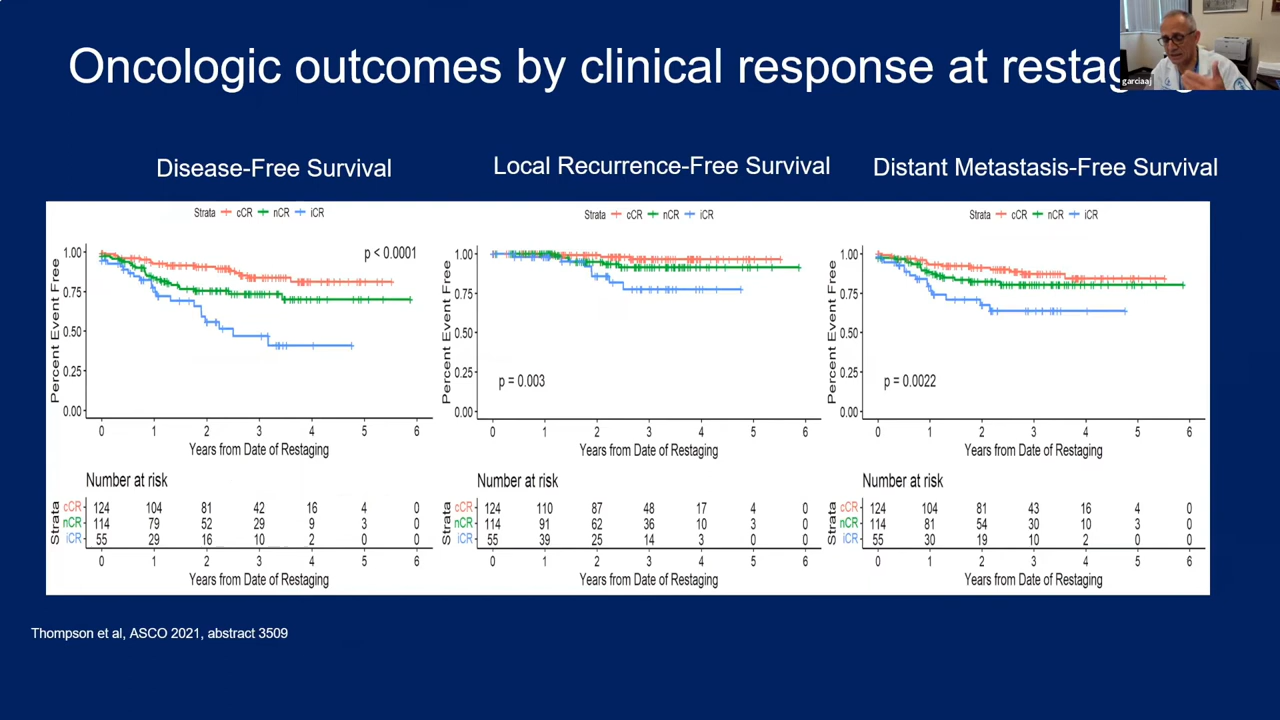 Oncologic outcomes by clinical response at restag
garciaaj
Disease-Free Survival
Local Recurrence-Free Survival
Distant Metastasis-Free Survival
Strata cCR nCR iCR
p < 0.0001
Percent Event Free
1.00
0.75
0.50
0.25
0.00
0 1 2 3 4 5 6
Years from Date of Restaging
Number at risk
Strata
cCR 124 104 81 42 16 4 0
nCR 114 79 52 29 9 3 0
iCR 55 29 16 10 2 0 0
0 1 2 3 4 5 6
Years from Date of Restaging
Strata cCR nCR iCR
Percent Event Free
1.00
0.75
0.50
0.25
0.00
p = 0.003
0 1 2 3 4 5 6
Years from Date of Restaging
Number at risk
Strata
cCR 124 110 87 48 17 4 0
nCR 114 91 62 36 10 3 0
iCR 55 39 25 14 3 0 0
0 1 2 3 4 5 6
Years from Date of Restaging
Strata cCR nCR iCR
Percent Event Free
1.00
0.75
0.50
0.25
0.00
p = 0.0022
0 1 2 3 4 5 6
Years from Date of Restaging
Number at risk
Strata
cCR 124 104 81 43 16 4 0
nCR 114 81 54 30 10 3 0
iCR 55 30 19 10 2 0 0
0 1 2 3 4 5 6
Years from Date of Restaging
Thompson et al, ASCO 2021, abstract 3509